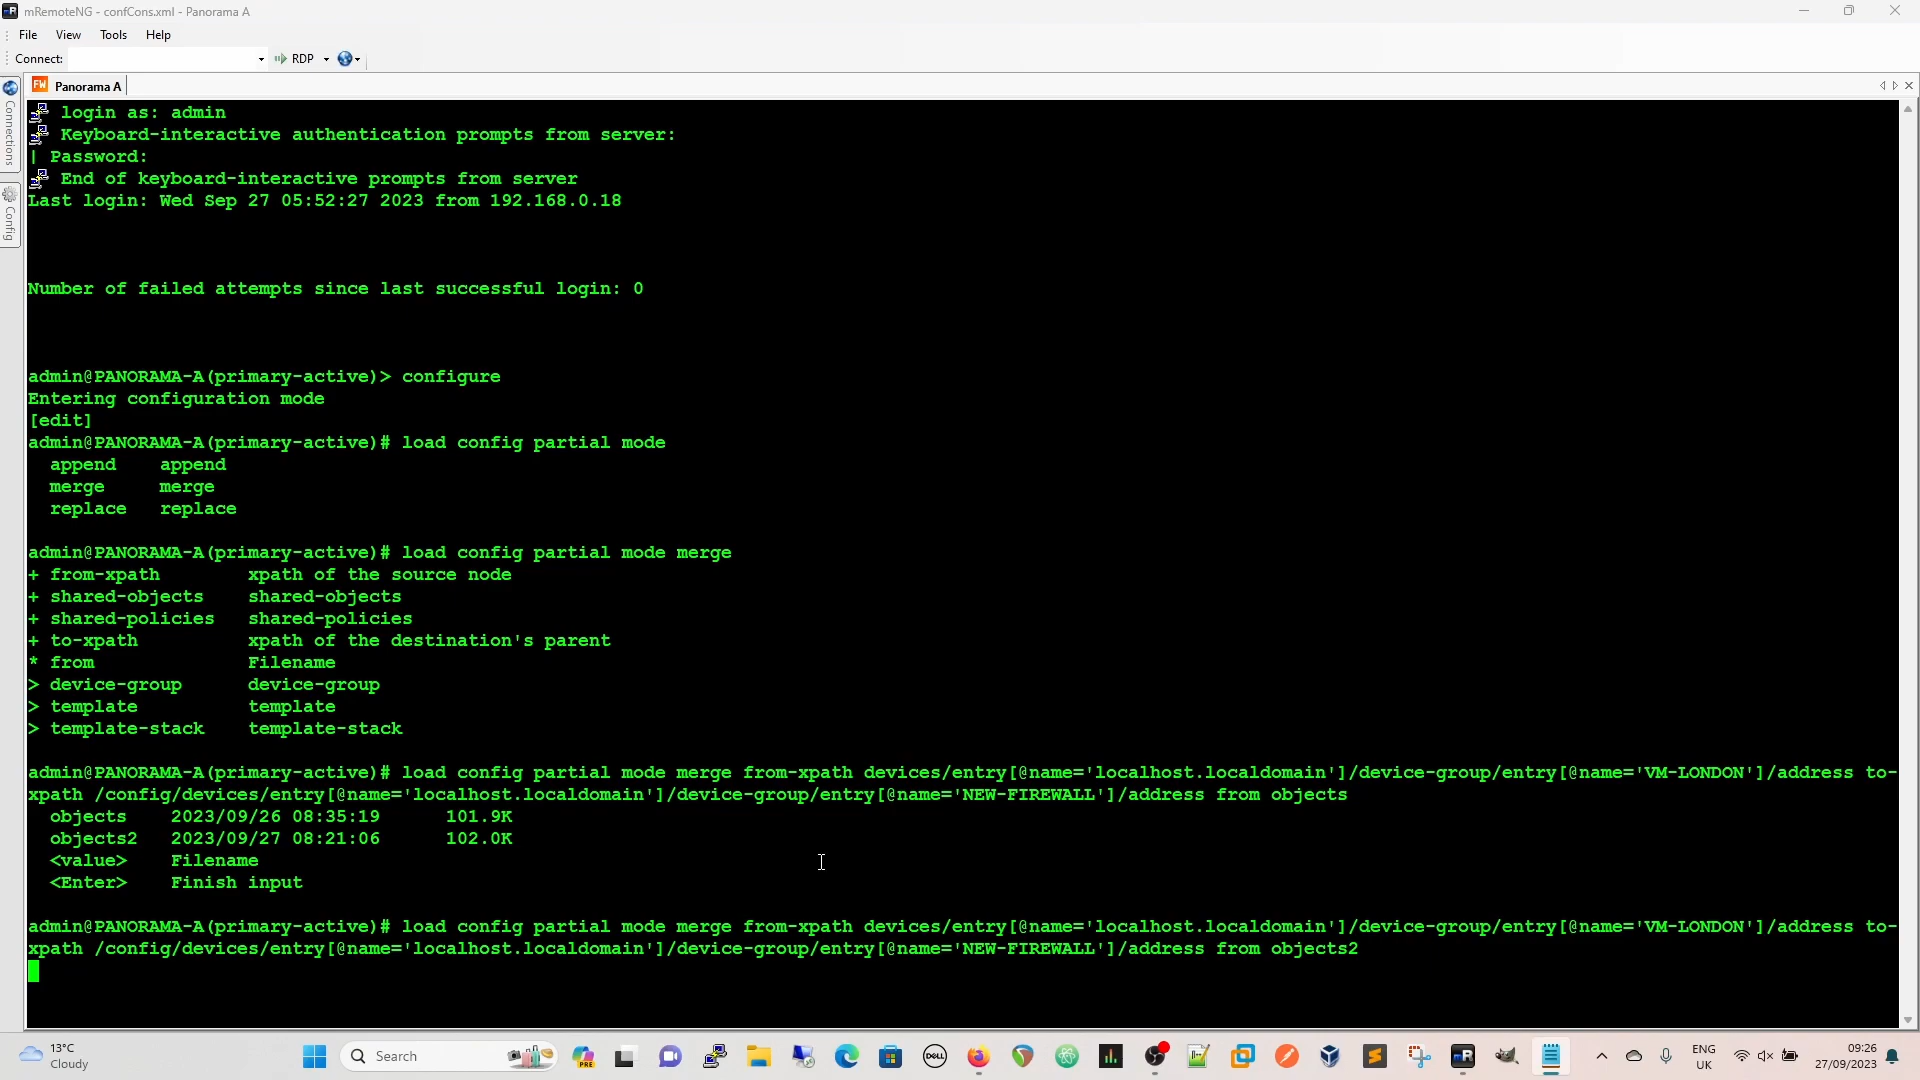 mRemoteNG - confCons.xml - Panorama A
File View Tools Help
Connect: RDP
Panorama A
Connections
Config
login as: admin
Keyboard-interactive authentication prompts from server:
| Password:
End of keyboard-interactive prompts from server
Last login: Wed Sep 27 05:52:27 2023 from 192.168.0.18
Number of failed attempts since last successful login: 0
admin@PANORAMA-A(primary-active)> configure
Entering configuration mode
[edit]
admin@PANORAMA-A(primary-active)# load config partial mode
append append
merge merge
replace replace
admin@PANORAMA-A(primary-active)# load config partial mode merge
+ from-xpath xpath of the source node
+ shared-objects shared-objects
+ shared-policies shared-policies
+ to-xpath xpath of the destination's parent
* from Filename
> device-group device-group
> template template
> template-stack template-stack
admin@PANORAMA-A(primary-active)# load config partial mode merge from-xpath devices/entry[@name='localhost.localdomain']/device-group/entry[@name='VM-LONDON']/address to-
xpath /config/devices/entry[@name='localhost.localdomain']/device-group/entry[@name='NEW-FIREWALL']/address from objects
objects 2023/09/26 08:35:19 101.9K
objects2 2023/09/27 08:21:06 102.0K
<value> Filename
<Enter> Finish input
admin@PANORAMA-A(primary-active)# load config partial mode merge from-xpath devices/entry[@name='localhost.localdomain']/device-group/entry[@name='VM-LONDON']/address to-
xpath /config/devices/entry[@name='localhost.localdomain']/device-group/entry[@name='NEW-FIREWALL']/address from objects2
13°C
Cloudy
Search
PRE
DELL
ENG
UK
09:26
27/09/2023